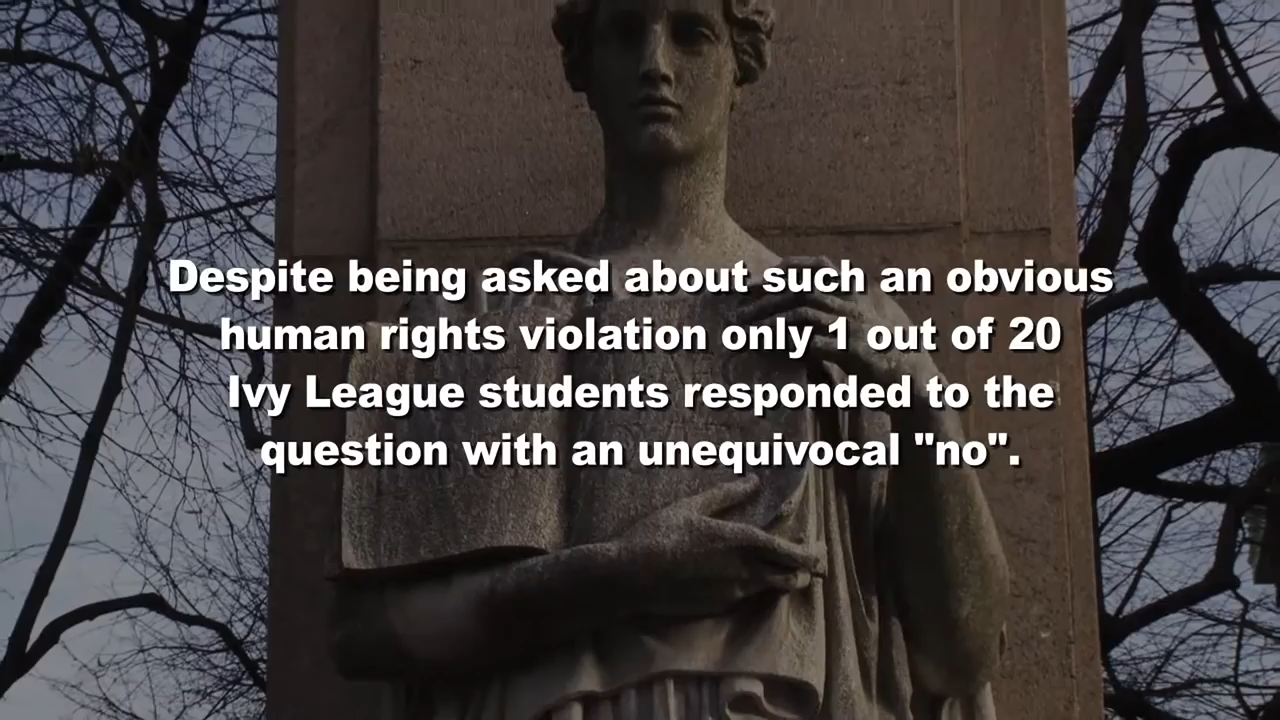 Despite being asked about such an obvious
human rights violation only 1 out of 20
Ivy League students responded to the
question with an unequivocal "no".